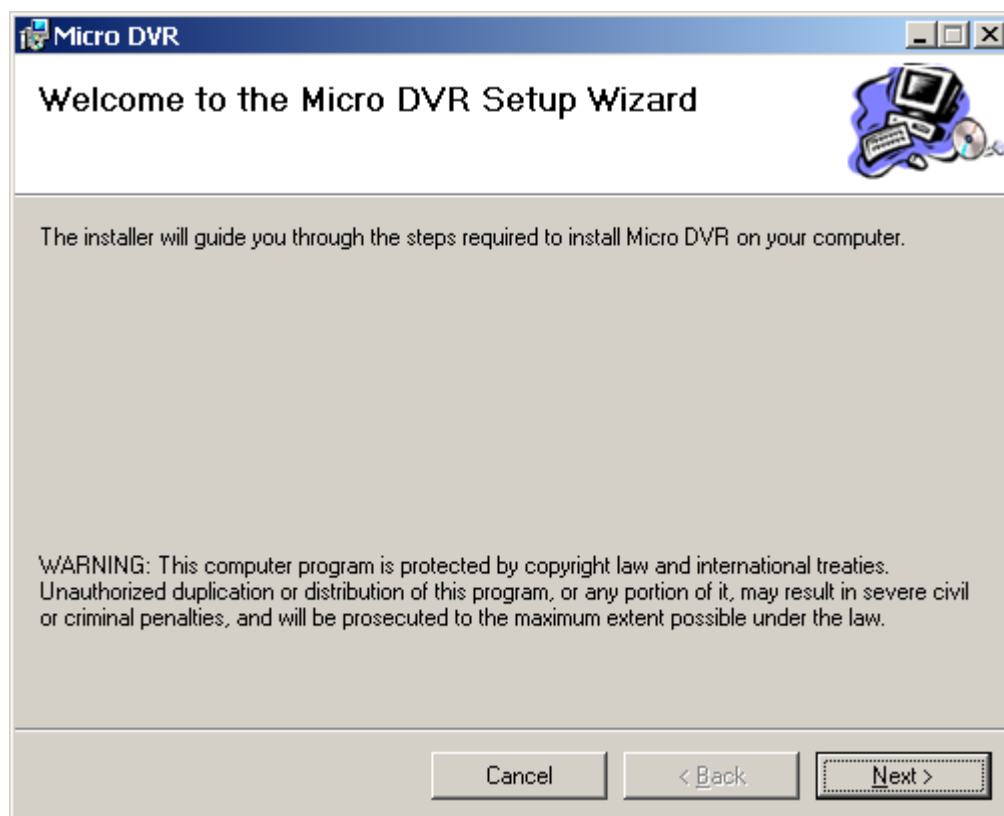 Micro DVR
Welcome to the Micro DVR Setup Wizard
The installer will guide you through the steps required to install Micro DVR on your computer.
WARNING: This computer program is protected by copyright law and international treaties.
Unauthorized duplication or distribution of this program, or any portion of it, may result in severe civil
or criminal penalties, and will be prosecuted to the maximum extent possible under the law.
Cancel < Back Next >